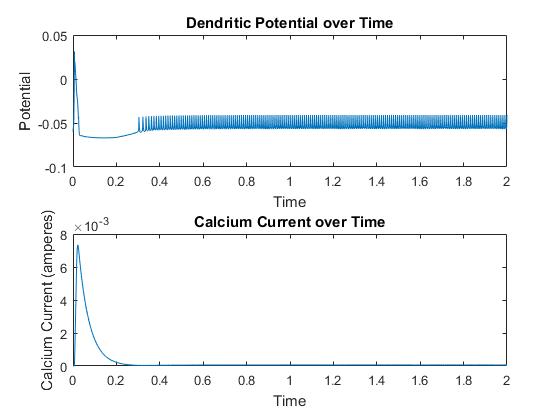 Dendritic Potential over Time
0.05
0
-0.05
-0.1
Potential
0 0.2 0.4 0.6 0.8 1 1.2 1.4 1.6 1.8 2
Time
Calcium Current over Time
×10-3
8
6
4
2
0
Calcium Current (amperes)
0 0.2 0.4 0.6 0.8 1 1.2 1.4 1.6 1.8 2
Time